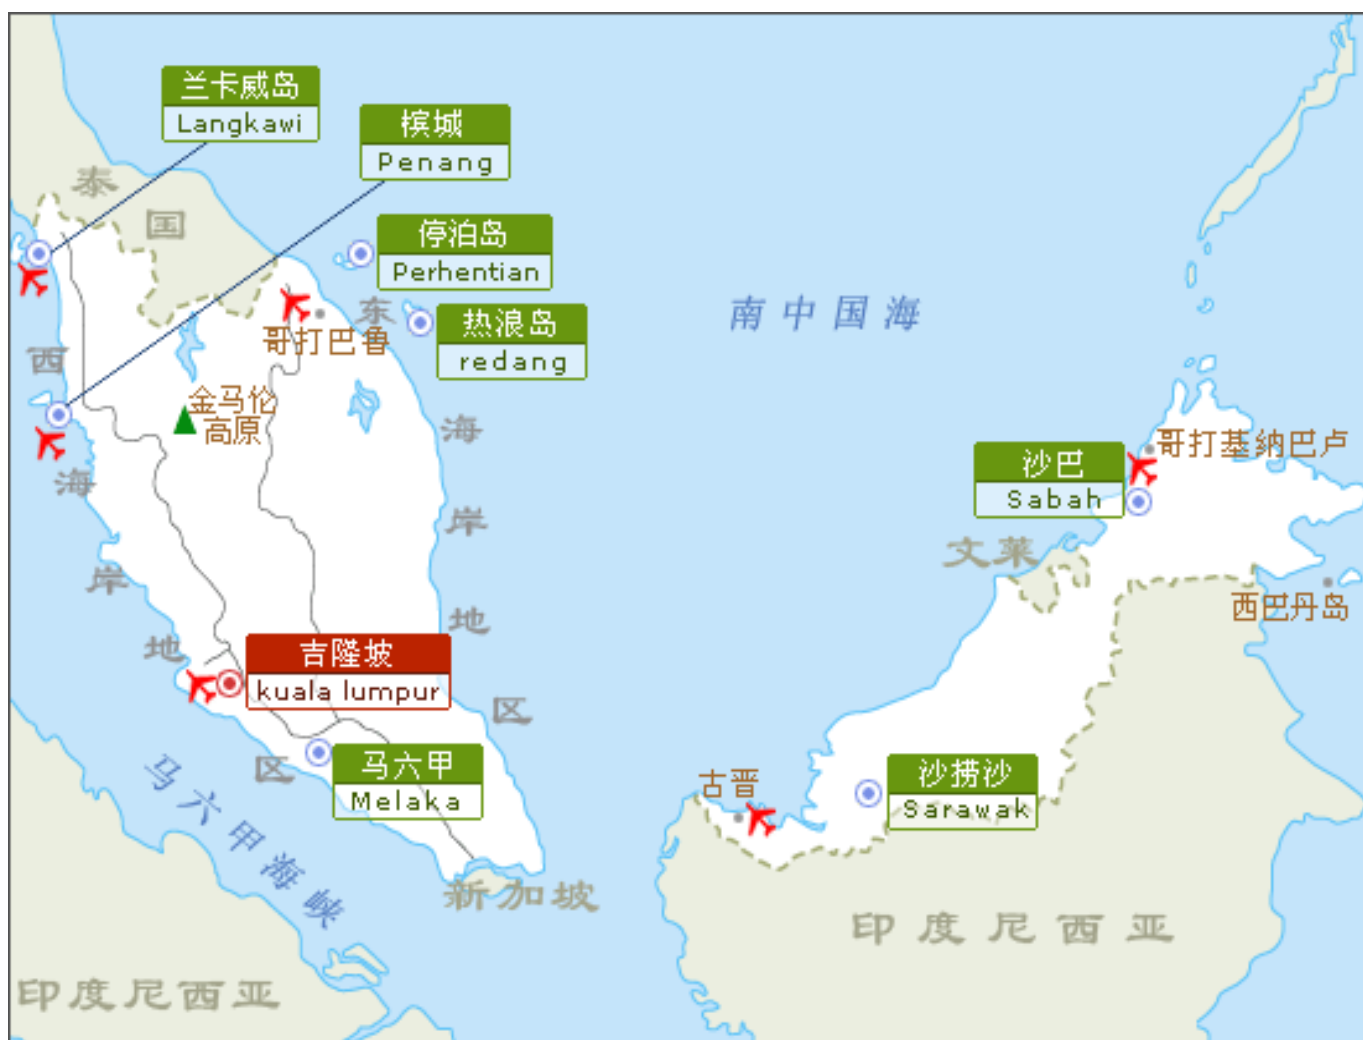 兰卡威岛
Langkawi
槟城
Penang
泰国
停泊岛
Perhentian
热浪岛
redang
哥打巴鲁
金马伦
高原
东海岸地区
西海岸地区
南中国海
哥打基纳巴卢
沙巴
Sabah
文莱
西巴丹岛
吉隆坡
kuala lumpur
马六甲
Melaka
马六甲海峡
新加坡
古晋
沙捞沙
Sarawak
印度尼西亚
印度尼西亚